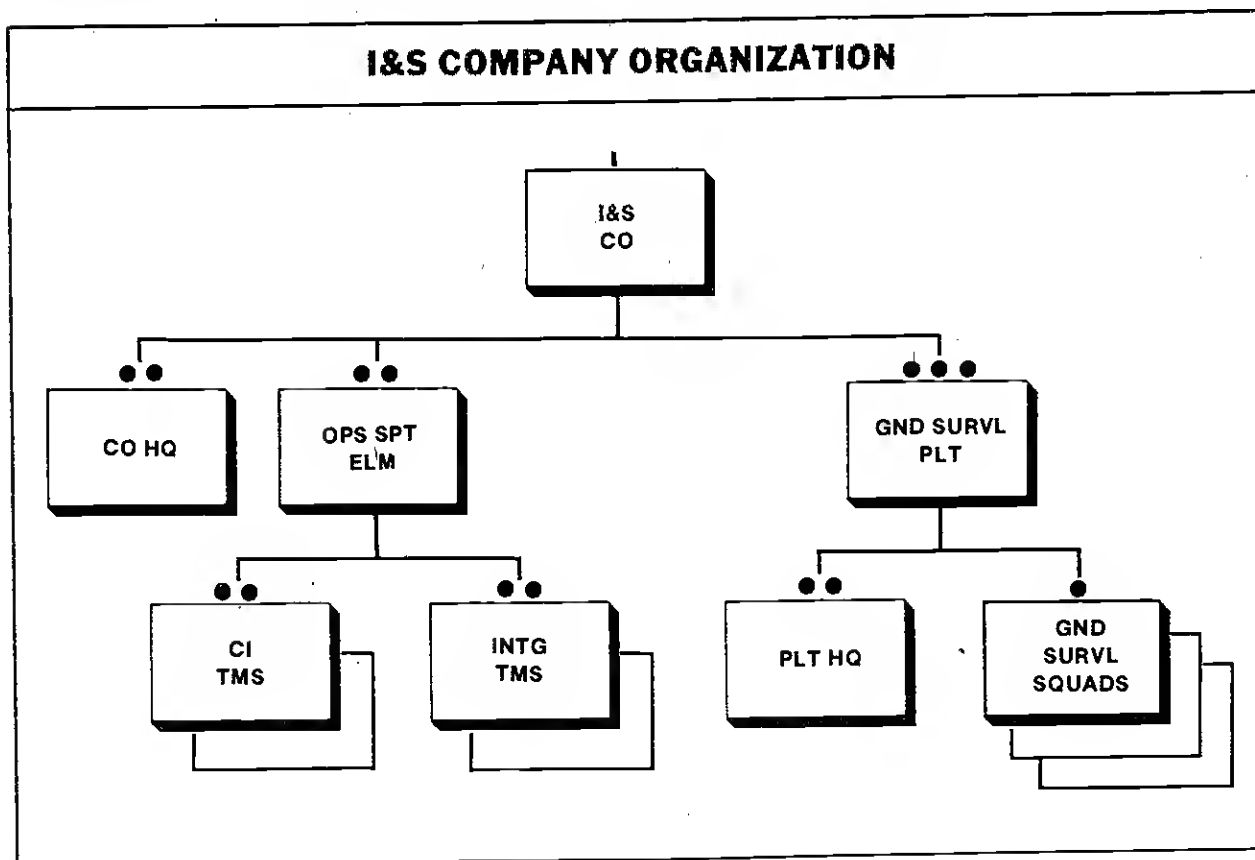 I&S COMPANY ORGANIZATION
I&S
CO
CO HQ
OPS SPT
ELM
GND SURVL
PLT
CI
TMS
INTG
TMS
PLT HQ
GND
SURVL
SQUADS